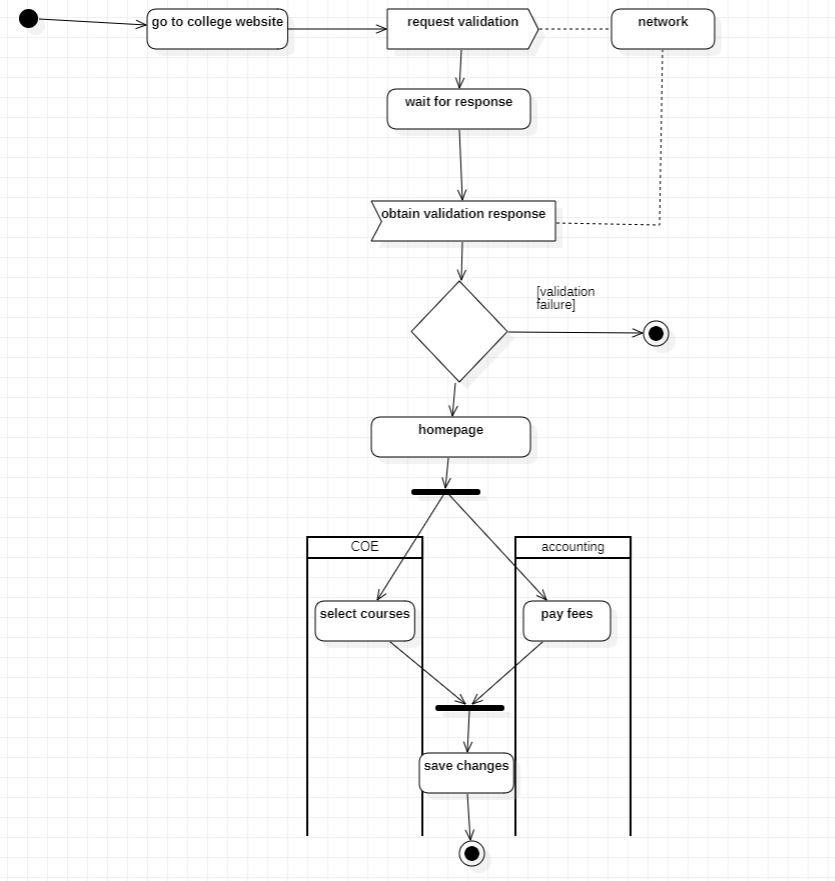 go to college website
request validation
network
wait for response
obtain validation response
[validation
failure]
homepage
COE
accounting
select courses
pay fees
save changes